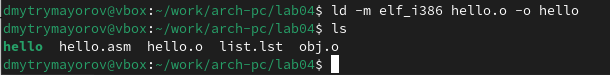 dmytrymayorov@vbox:~/work/arch-pc/lab04$ ld -m elf_i386 hello.o -o hello
dmytrymayorov@vbox:~/work/arch-pc/lab04$ ls
hello  hello.asm  hello.o  list.lst  obj.o
dmytrymayorov@vbox:~/work/arch-pc/lab04$